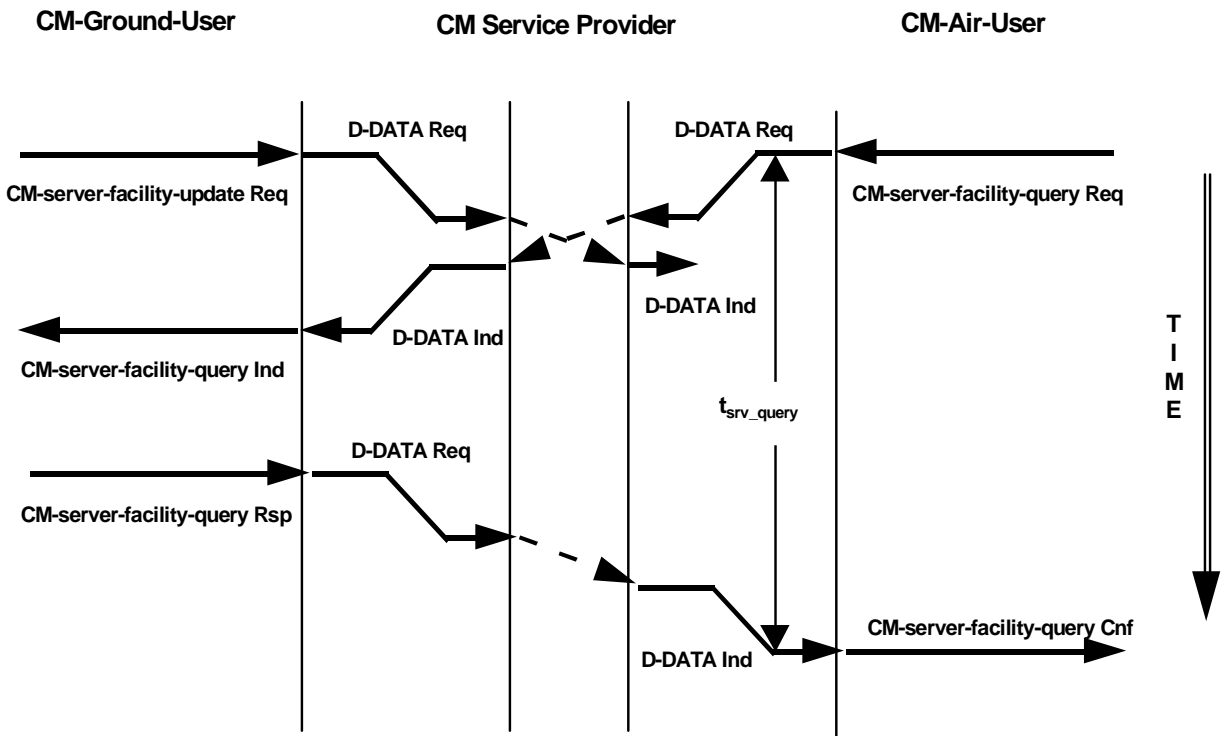 CM-Ground-User
CM Service Provider
CM-Air-User
D-DATA Req
D-DATA Req
CM-server-facility-update Req
CM-server-facility-query Req
D-DATA Ind
D-DATA Ind
CM-server-facility-query Ind
T
I
M
E
tsrv_query
D-DATA Req
CM-server-facility-query Rsp
CM-server-facility-query Cnf
D-DATA Ind